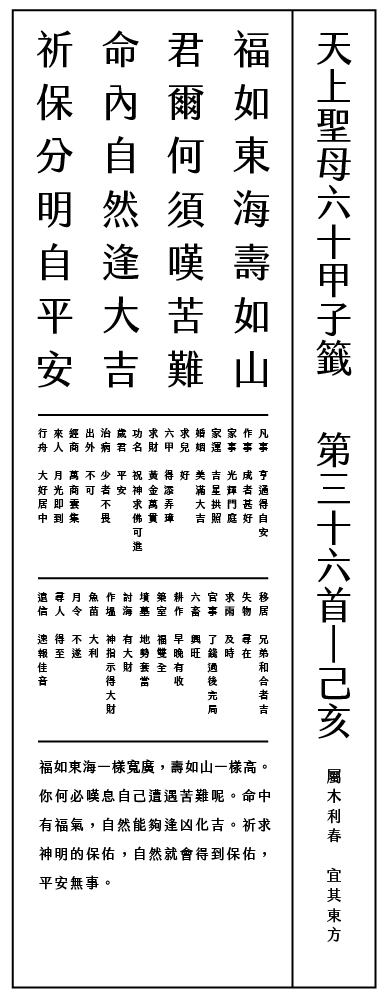 天上聖母六十甲子籤　第三十六首—己亥
屬木利春　宜其東方
福如東海壽如山
君爾何須嘆苦難
命內自然逢大吉
祈保分明自平安
凡事　亨通得自安
作事　成者甚好
家事　光輝門庭
家運　吉星拱照
婚姻　美滿大吉
求兒　好
六甲　得添弄璋
求財　黃金萬貫
功名　祝神求佛可進
歲君　平安
治病　少者不畏
出外　不可
經商　萬商雲集
來人　月光即到
行舟　大好居中
移居　兄弟和合者吉
失物　尋在
求雨　及時
官事　了錢過後完局
六畜　興旺
耕作　早晚有收
築室　福雙全
墳墓　地勢套當
討海　有大財
作塭　神指示得大財
魚苗　大利
月令　不遂
尋人　得至
遠信　速報佳音
福如東海一樣寬廣，壽如山一樣高。
你何必嘆息自己遭遇苦難呢。命中
有福氣，自然能夠逢凶化吉。祈求
神明的保佑，自然就會得到保佑，
平安無事。